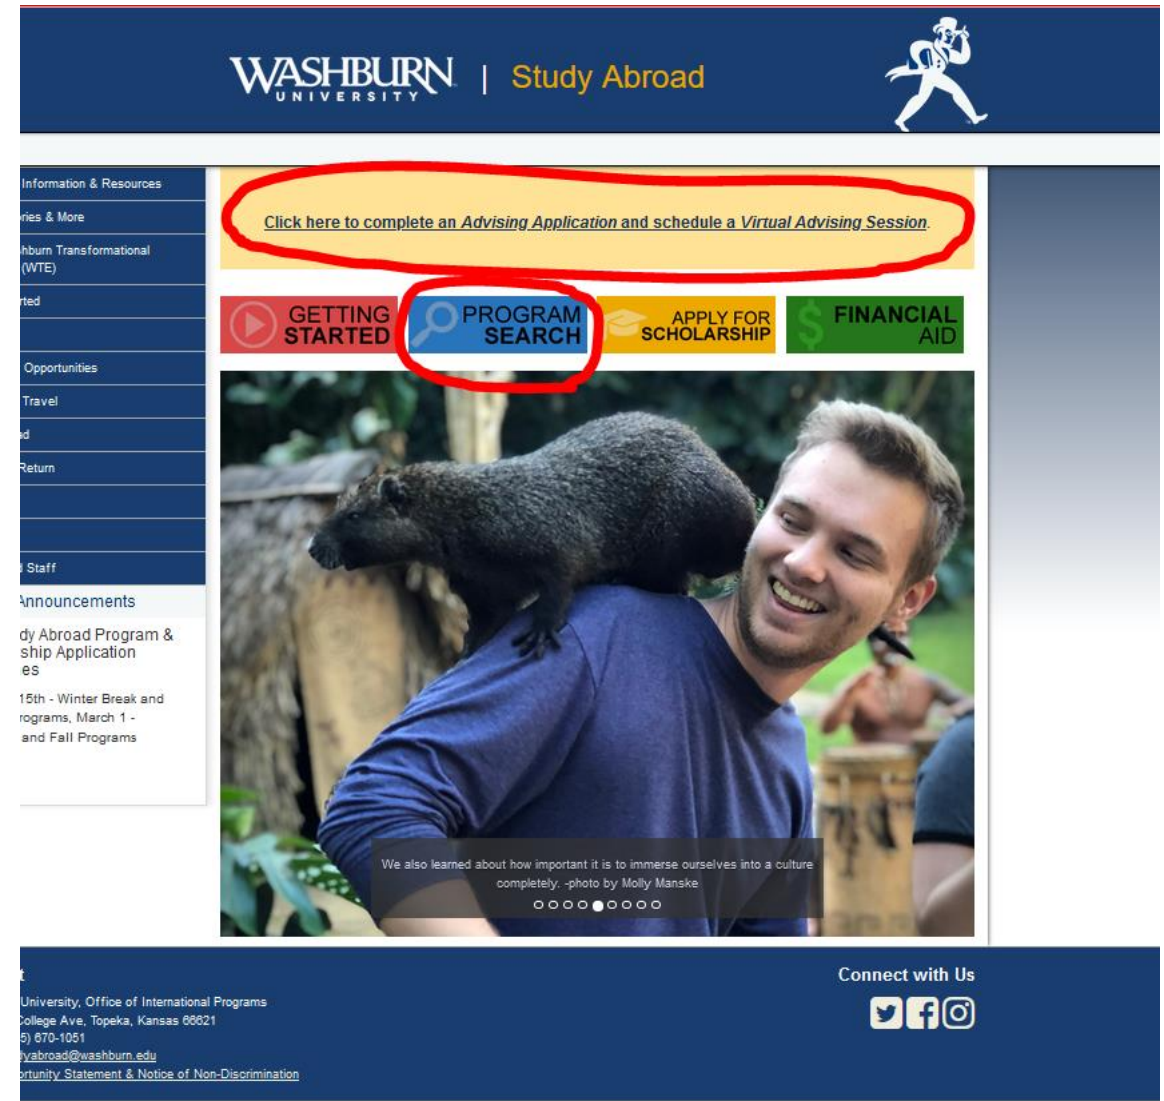 WASHBURN
UNIVERSITY
| Study Abroad
Information & Resources
ries & More
hburn Transformational
(WTE)
rted
Opportunities
Travel
d
Return
Staff
Announcements
dy Abroad Program &
ship Application
es
15th - Winter Break and
rograms, March 1 -
and Fall Programs
Click here to complete an Advising Application and schedule a Virtual Advising Session.
GETTING
STARTED
PROGRAM
SEARCH
APPLY FOR
SCHOLARSHIP
FINANCIAL
AID
We also learned about how important it is to immerse ourselves into a culture
completely. -photo by Molly Manske
t
University, Office of International Programs
College Ave, Topeka, Kansas 66621
5) 670-1051
yabroad@washburn.edu
ortunity Statement & Notice of Non-Discrimination
Connect with Us